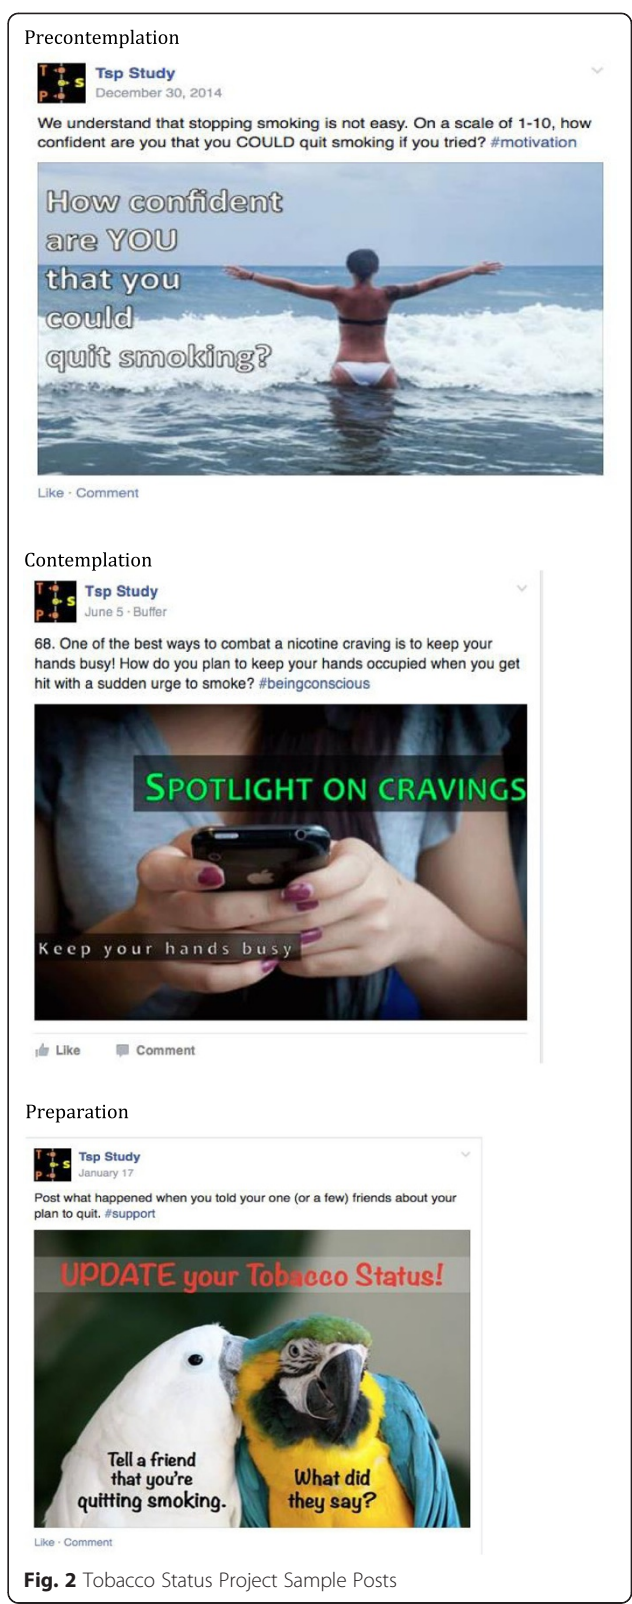 Precontemplation
T
S
P
Tsp Study
December 30, 2014
We understand that stopping smoking is not easy. On a scale of 1-10, how
confident are you that you COULD quit smoking if you tried? #motivation
How confident
are YOU
that you
could
quit smoking?
Like · Comment
Contemplation
T
S
P
Tsp Study
June 5 · Buffer
68. One of the best ways to combat a nicotine craving is to keep your
hands busy! How do you plan to keep your hands occupied when you get
hit with a sudden urge to smoke? #beingconscious
SPOTLIGHT ON CRAVINGS
Keep your hands busy
Like Comment
Preparation
T
S
P
Tsp Study
January 17
Post what happened when you told your one (or a few) friends about your
plan to quit. #support
UPDATE your Tobacco Status!
Tell a friend
that you're
quitting smoking.
What did
they say?
Like · Comment
Fig. 2 Tobacco Status Project Sample Posts